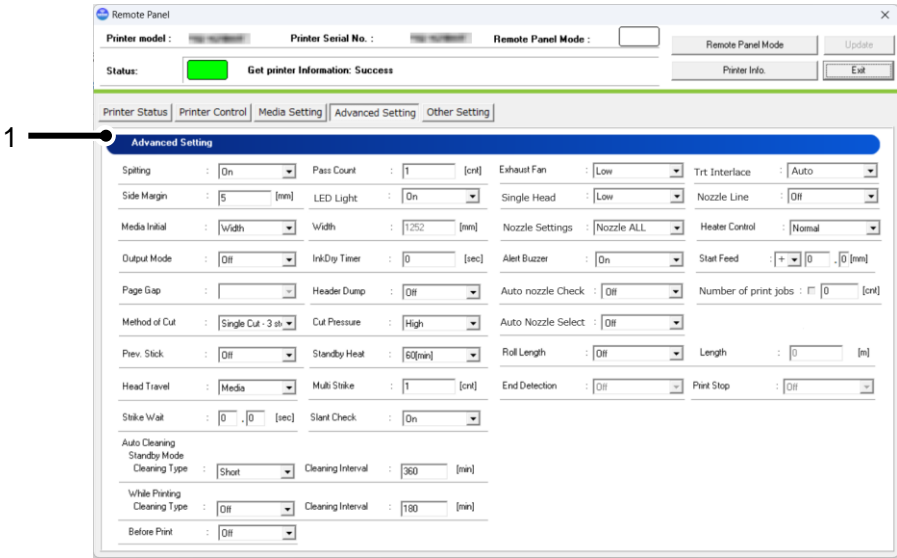 Remote Panel
Printer model :
Printer Serial No. :
Remote Panel Mode :
Remote Panel Mode
Update
Status:
Get printer Information: Success
Printer Info.
Exit
Printer Status Printer Control Media Setting Advanced Setting Other Setting
1
Advanced Setting
Spitting : On Pass Count : 1 [cnt] Exhaust Fan : Low Trt Interlace : Auto
Side Margin : 5 [mm] LED Light : On Single Head : Low Nozzle Line : Off
Media Initial : Width Width : 1252 [mm] Nozzle Settings : Nozzle ALL Heater Control : Normal
Output Mode : Off InkDry Timer : 0 [sec] Alert Buzzer : On Start Feed : + 0 . 0 [mm]
Page Gap : Header Dump : Off Auto nozzle Check : Off Number of print jobs : 0 [cnt]
Method of Cut : Single Cut - 3 st Cut Pressure : High Auto Nozzle Select : Off
Prev. Stick : Off Standby Heat : 60[min] Roll Length : Off Length : 0 [m]
Head Travel : Media Multi Strike : 1 [cnt] End Detection : Off Print Stop : Off
Strike Wait : 0 . 0 [sec] Slant Check : On
Auto Cleaning
Standby Mode
Cleaning Type : Short Cleaning Interval : 360 [min]
While Printing
Cleaning Type : Off Cleaning Interval : 180 [min]
Before Print : Off